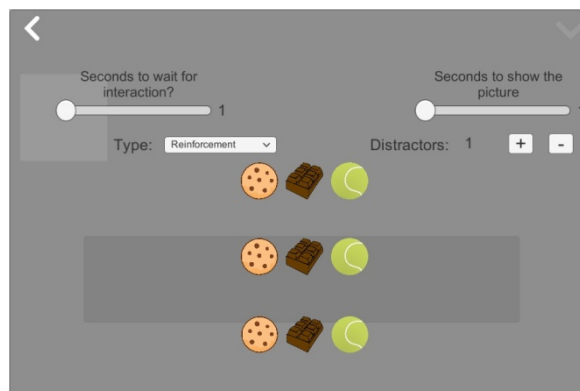 Seconds to wait for
interaction?
1
Seconds to show the
picture
Type: Reinforcement
Distractors: 1 + -